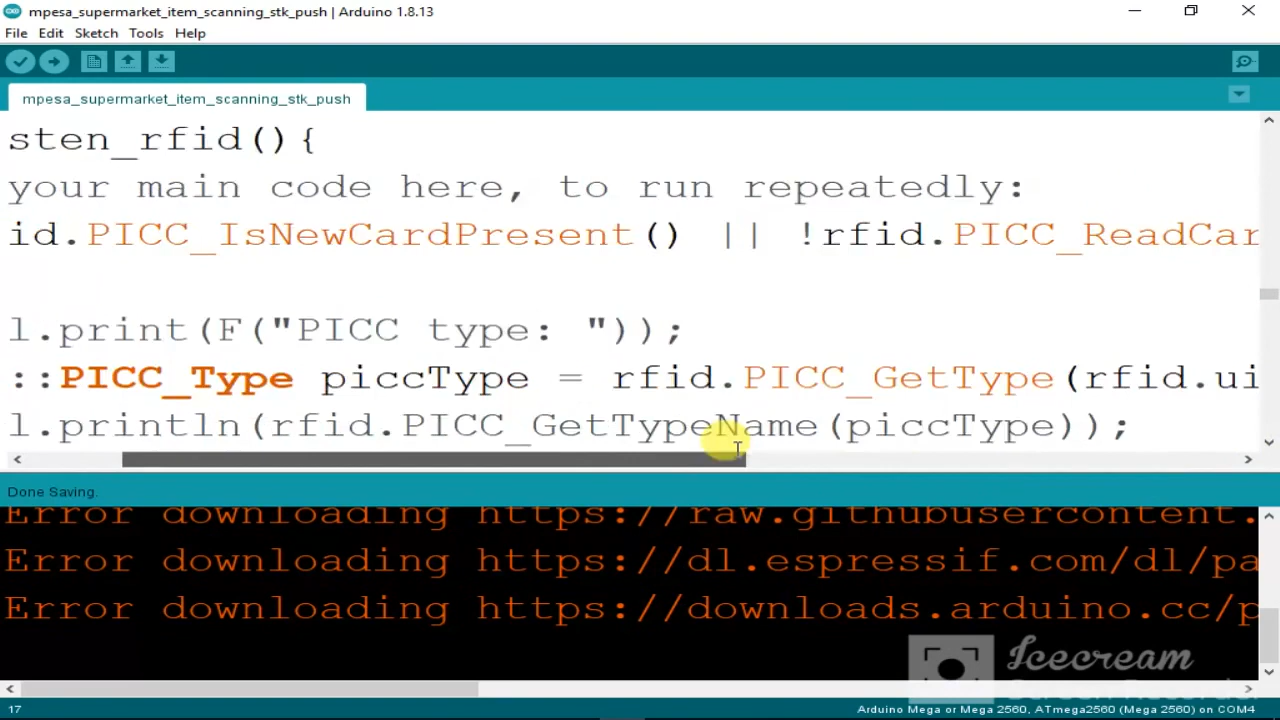 mpesa_supermarket_item_scanning_stk_push | Arduino 1.8.13
File Edit Sketch Tools Help
mpesa_supermarket_item_scanning_stk_push
sten_rfid(){
your main code here, to run repeatedly:
id.PICC_IsNewCardPresent() || !rfid.PICC_ReadCar
l.print(F("PICC type: "));
::PICC_Type piccType = rfid.PICC_GetType(rfid.ui
l.println(rfid.PICC_GetTypeName(piccType));
Done Saving.
Error downloading https://raw.githubusercontent.
Error downloading https://dl.espressif.com/dl/pa
Error downloading https://downloads.arduino.cc/p
Icecream
Screen Recorder
17 Arduino Mega or Mega 2560, ATmega2560 (Mega 2560) on COM4